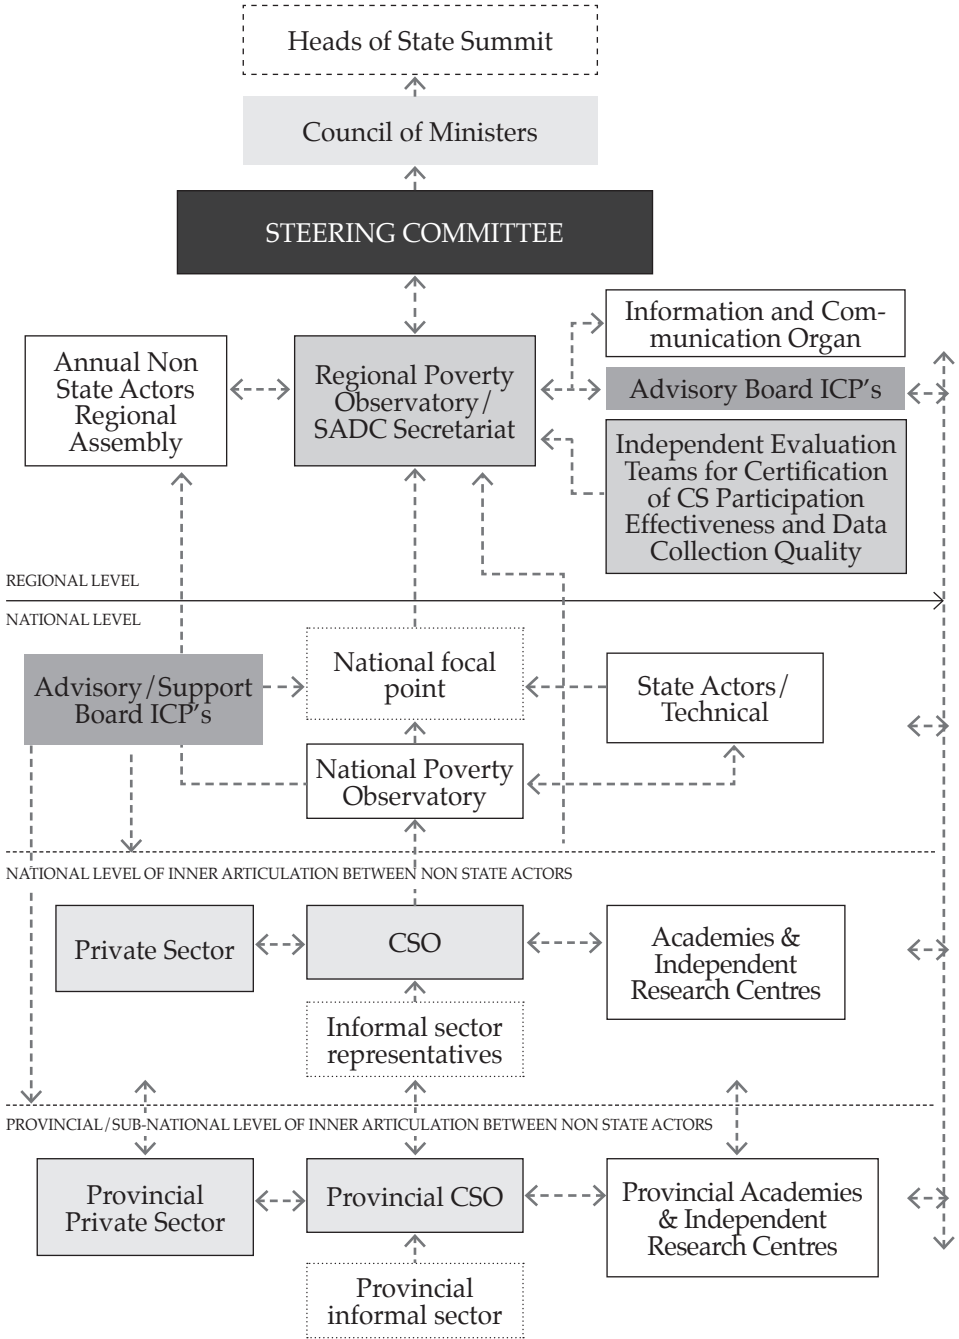 Heads of State Summit
Council of Ministers
STEERING COMMITTEE
Information and Com-
munication Organ
Annual Non
State Actors
Regional
Assembly
Regional Poverty
Observatory/
SADC Secretariat
Advisory Board ICP's
Independent Evaluation
Teams for Certification
of CS Participation
Effectiveness and Data
Collection Quality
REGIONAL LEVEL
NATIONAL LEVEL
Advisory/Support
Board ICP's
National focal
point
State Actors/
Technical
National Poverty
Observatory
NATIONAL LEVEL OF INNER ARTICULATION BETWEEN NON STATE ACTORS
Private Sector
CSO
Academies &
Independent
Research Centres
Informal sector
representatives
PROVINCIAL/SUB-NATIONAL LEVEL OF INNER ARTICULATION BETWEEN NON STATE ACTORS
Provincial
Private Sector
Provincial CSO
Provincial Academies
& Independent
Research Centres
Provincial
informal sector